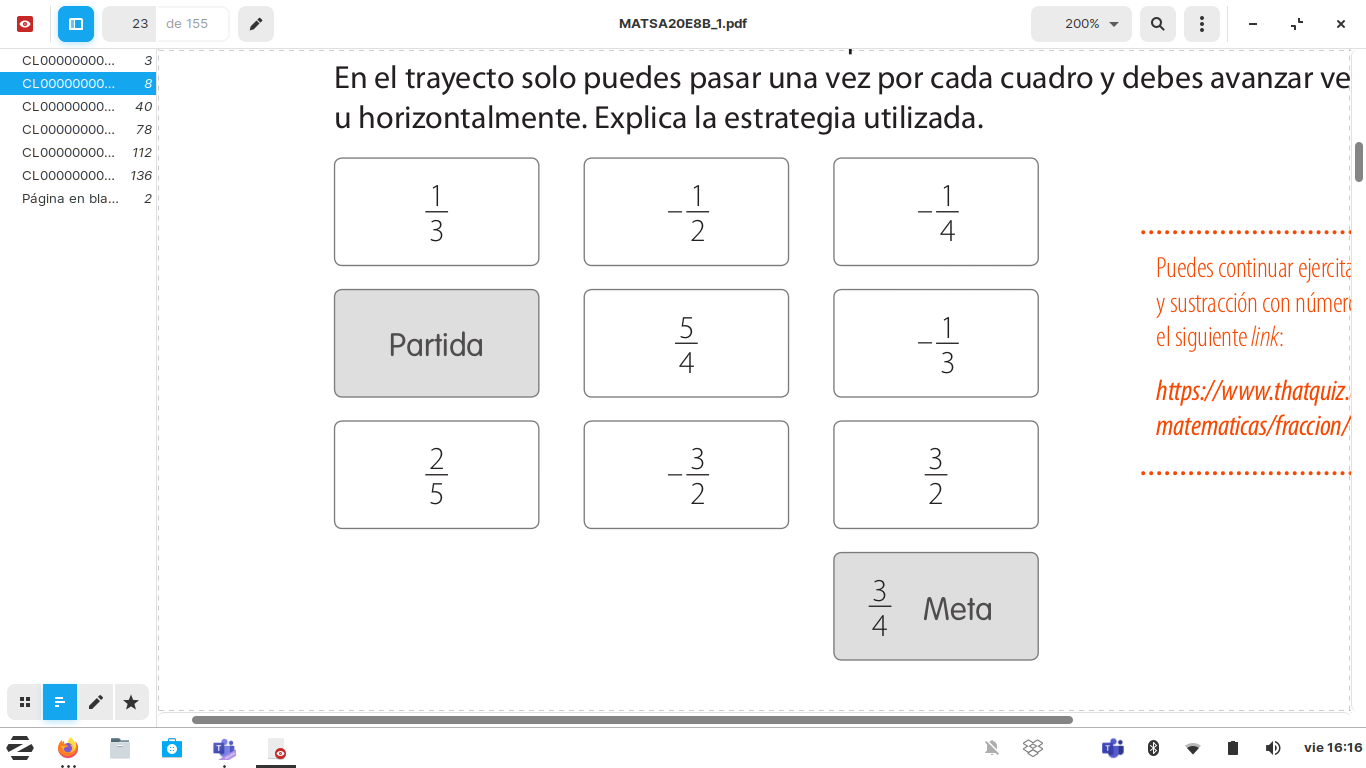 23 de 155
MATSA20E8B_1.pdf
200%
CL00000000... 3
CL00000000... 8
CL00000000... 40
CL00000000... 78
CL00000000... 112
CL00000000... 136
Página en bla... 2
En el trayecto solo puedes pasar una vez por cada cuadro y debes avanzar ve
u horizontalmente. Explica la estrategia utilizada.
1/3 -1/2 -1/4
Partida 5/4 -1/3
2/5 -3/2 3/2
3/4 Meta
Puedes continuar ejercita
y sustracción con númer
el siguiente link:
https://www.thatquiz.
matematicas/fraccion/
vie 16:16